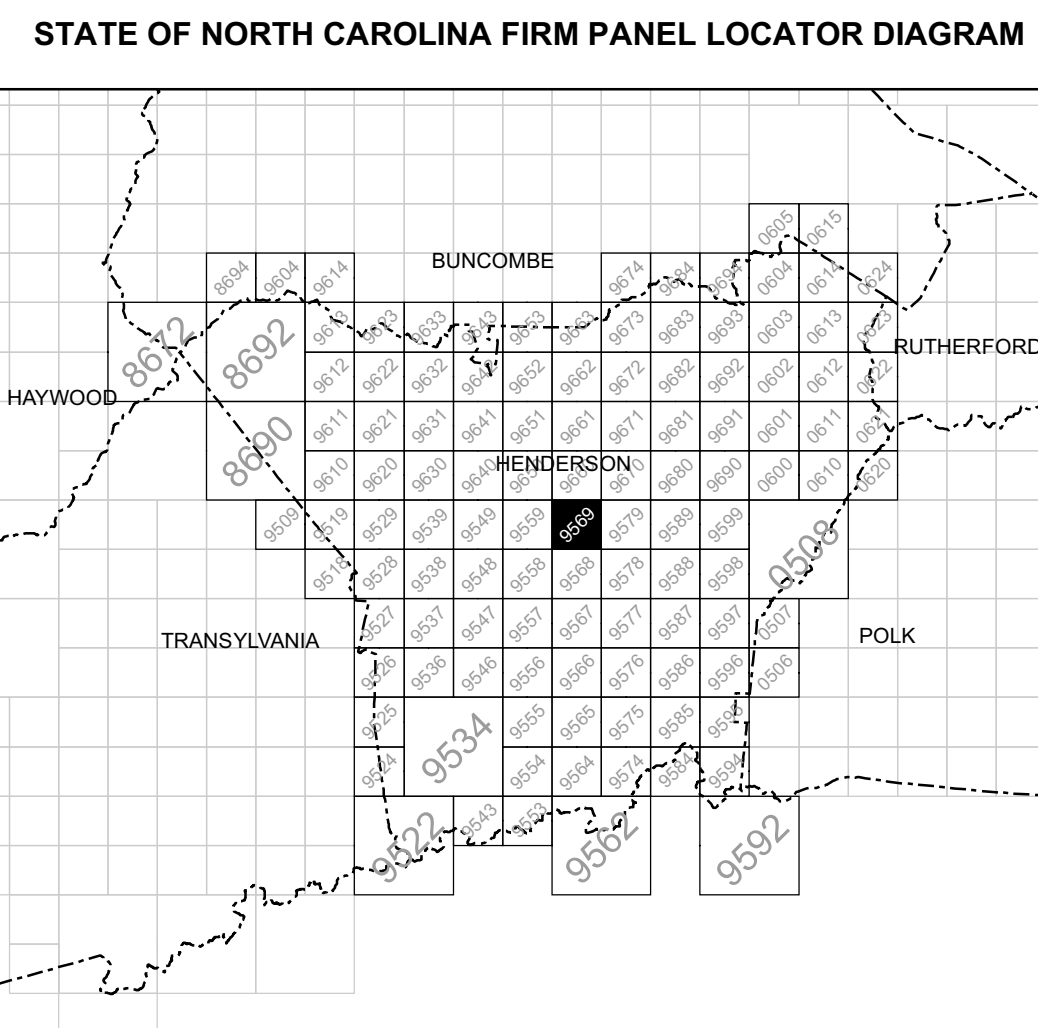 STATE OF NORTH CAROLINA FIRM PANEL LOCATOR DIAGRAM
0605 0615
BUNCOMBE
8694 9604 9614 9674 9684 9694 0604 0614 0624
8672 8692 9613 9623 9633 9643 9653 9663 9673 9683 9693 0603 0613 0623
RUTHERFORD
9612 9622 9632 9642 9652 9662 9672 9682 9692 0602 0612 0622
HAYWOOD
8690 9611 9621 9631 9641 9651 9661 9671 9681 9691 0601 0611 0621
HENDERSON
9610 9620 9630 9640 9650 9660 9670 9680 9690 0600 0610 0620
9509 9519 9529 9539 9549 9559 9569 9579 9589 9599 0508
9518 9528 9538 9548 9558 9568 9578 9588 9598
9527 9537 9547 9557 9567 9577 9587 9597 0507
TRANSYLVANIA POLK
9526 9536 9546 9556 9566 9576 9586 9596 0506
9525 9534 9555 9565 9575 9585 9595
9524 9554 9564 9574 9584 9594
9522 9543 9553 9562 9592